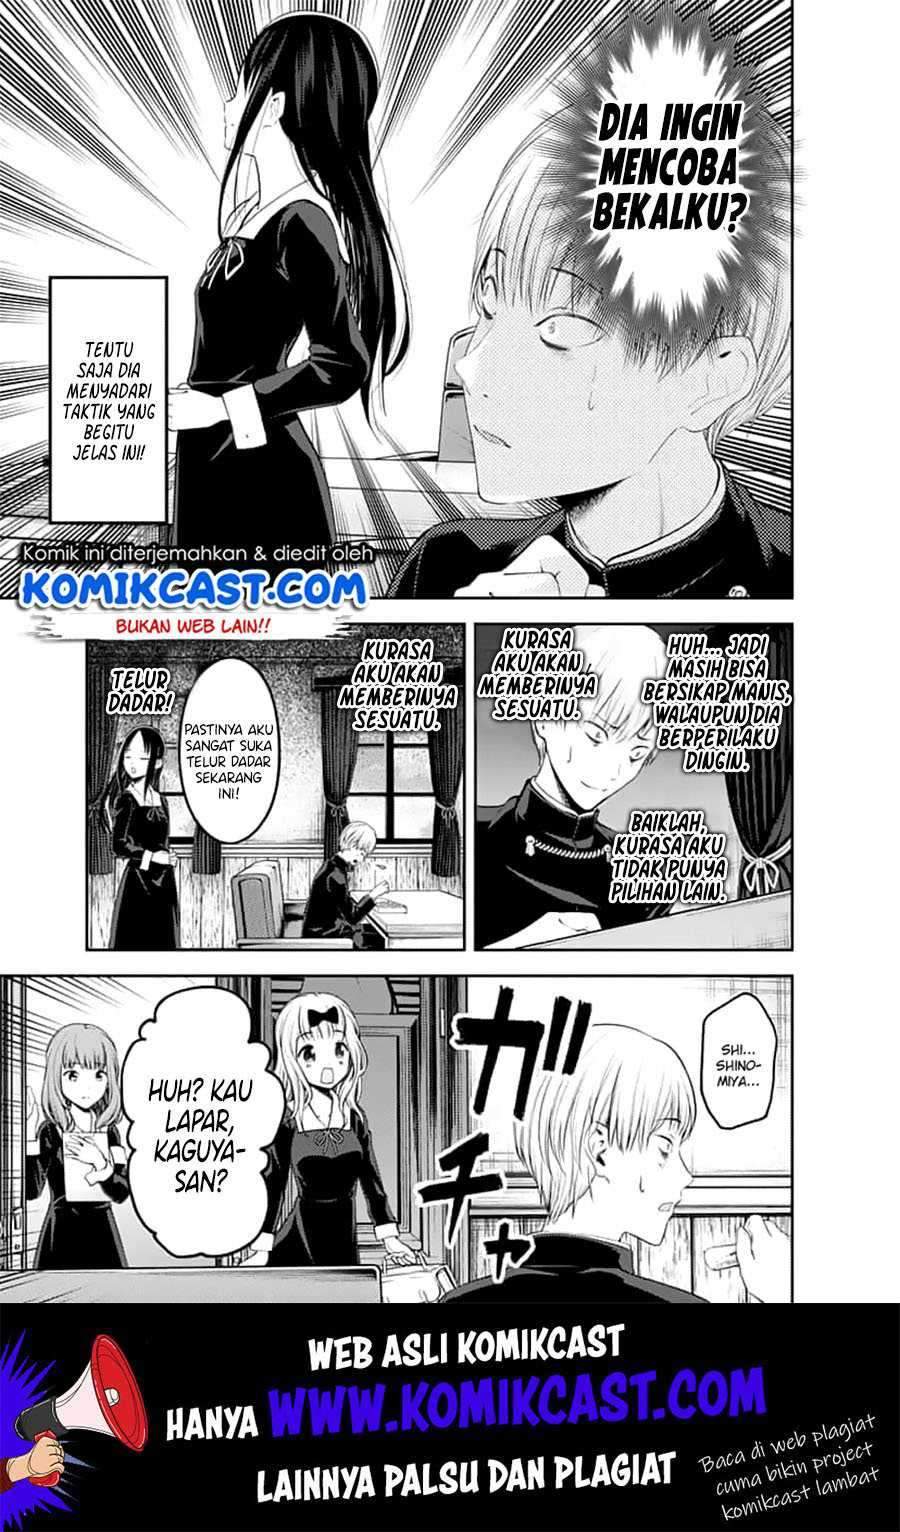 DIA INGIN
MENCOBA
BEKALKU?
TENTU
SAJA DIA
MENYADARI
TAKTIK YANG
BEGITU
JELAS INI!
Komik ini diterjemahkan & diedit oleh
KOMIKCAST.COM
BUKAN WEB LAIN!!
HUH... JADI
MASIH BISA
BERSIKAP MANIS,
WALAUPUN DIA
BERPERILAKU
DINGIN.
KURASA
AKU AKAN
MEMBERINYA
SESUATU.
BAIKLAH,
KURASA AKU
TIDAK PUNYA
PILIHAN LAIN.
KURASA
AKU AKAN
MEMBERINYA
SESUATU.
PASTINYA AKU
SANGAT SUKA
TELUR DADAR
SEKARANG
INI!
TELUR
DADAR!
SHI...
SHINO-
MIYA...
ガチャ
HUH? KAU
LAPAR,
KAGUYA-
SAN?
WEB ASLI KOMIKCAST
HANYA WWW.KOMIKCAST.COM
LAINNYA PALSU DAN PLAGIAT
Baca di web plagiat
cuma bikin project
komikcast lambat